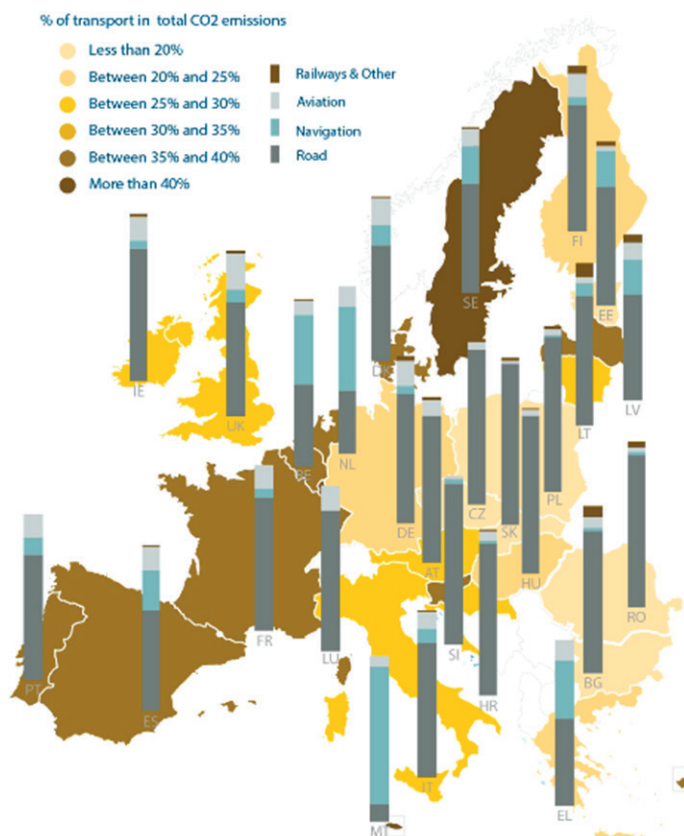 % of transport in total CO2 emissions
Less than 20%
Between 20% and 25%
Between 25% and 30%
Between 30% and 35%
Between 35% and 40%
More than 40%
Railways & Other
Aviation
Navigation
Road
FI
SE
EE
DK
IE
LV
UK
LT
BE
NL
PL
CZ
SK
DE
AT
HU
RO
FR
SI
LU
BG
PT
HR
ES
IT
EL
MT